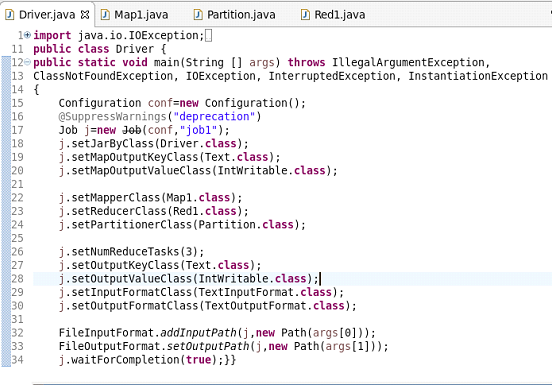 Driver.java Map1.java Partition.java Red1.java
1 import java.io.IOException;
11 public class Driver {
12 public static void main(String [] args) throws IllegalArgumentException,
13 ClassNotFoundException, IOException, InterruptedException, InstantiationException
14 {
15 Configuration conf=new Configuration();
16 @SuppressWarnings("deprecation")
17 Job j=new Job(conf,"job1");
18 j.setJarByClass(Driver.class);
19 j.setMapOutputKeyClass(Text.class);
20 j.setMapOutputValueClass(IntWritable.class);
21
22 j.setMapperClass(Map1.class);
23 j.setReducerClass(Red1.class);
24 j.setPartitionerClass(Partition.class);
25
26 j.setNumReduceTasks(3);
27 j.setOutputKeyClass(Text.class);
28 j.setOutputValueClass(IntWritable.class);
29 j.setInputFormatClass(TextInputFormat.class);
30 j.setOutputFormatClass(TextOutputFormat.class);
31
32 FileInputFormat.addInputPath(j,new Path(args[0]));
33 FileOutputFormat.setOutputPath(j,new Path(args[1]));
34 j.waitForCompletion(true);}}